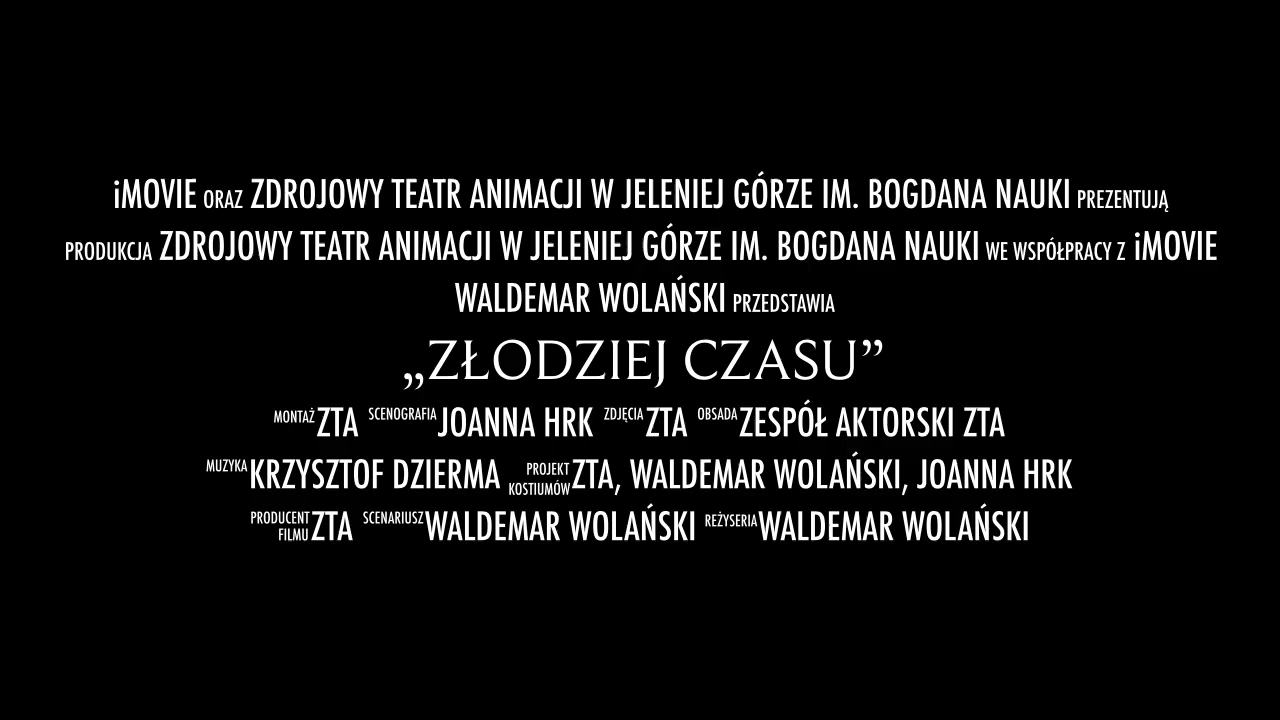 iMOVIE ORAZ ZDROJOWY TEATR ANIMACJI W JELENIEJ GÓRZE IM. BOGDANA NAUKI PREZENTUJĄ
PRODUKCJA ZDROJOWY TEATR ANIMACJI W JELENIEJ GÓRZE IM. BOGDANA NAUKI WE WSPÓŁPRACY Z iMOVIE
WALDEMAR WOLAŃSKI PRZEDSTAWIA
„ZŁODZIEJ CZASU”
MONTAŻ ZTA SCENOGRAFIA JOANNA HRK ZDJĘCIA ZTA OBSADA ZESPÓŁ AKTORSKI ZTA
MUZYKA KRZYSZTOF DZIERMA PROJEKT KOSTIUMÓW ZTA, WALDEMAR WOLAŃSKI, JOANNA HRK
PRODUCENT FILMU ZTA SCENARIUSZ WALDEMAR WOLAŃSKI REŻYSERIA WALDEMAR WOLAŃSKI